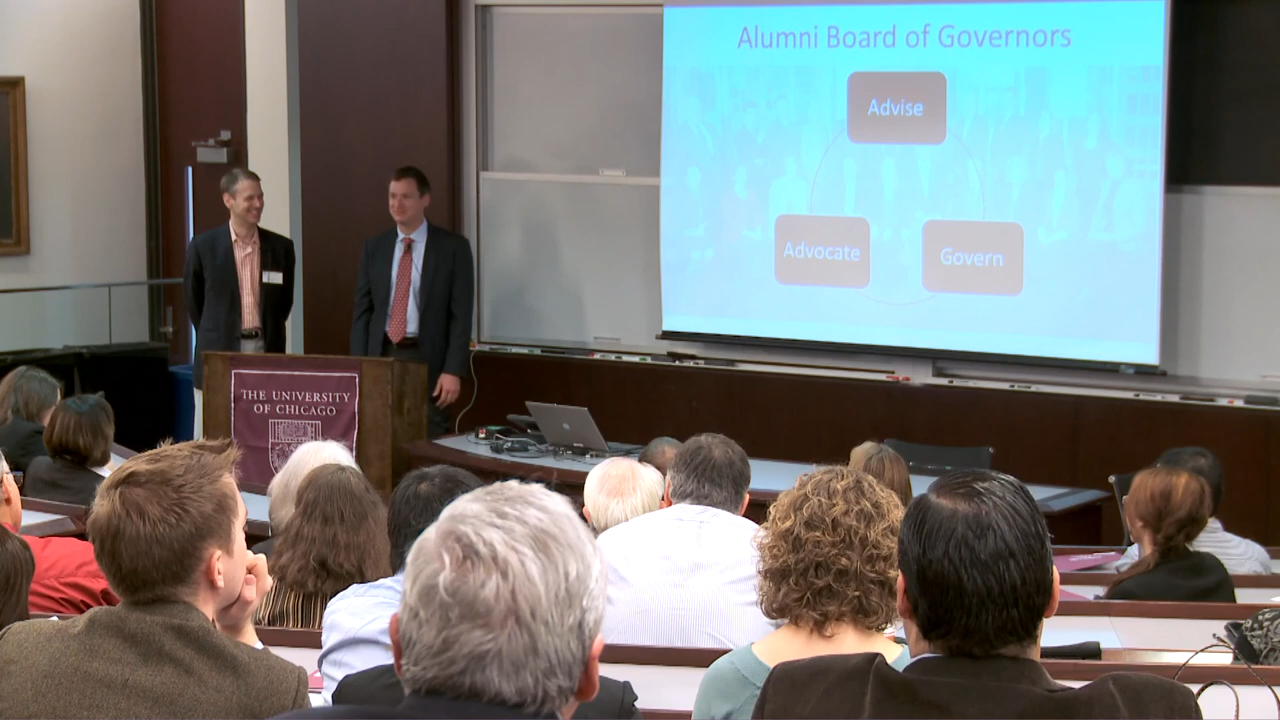 Alumni Board of Governors
Advise
Advocate
Govern
THE UNIVERSITY
OF CHICAGO